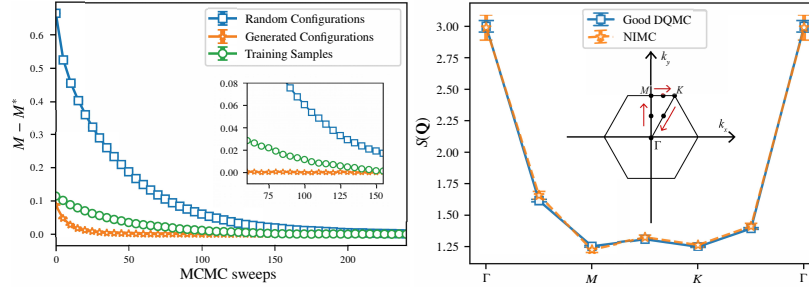 Random Configurations
Generated Configurations
Training Samples
M − M*
0.6
0.5
0.4
0.3
0.2
0.1
0.0
0.08
0.06
0.04
0.02
0.00
75
100
125
150
0
50
100
150
200
MCMC sweeps
Good DQMC
NIMC
S(Q)
3.00
2.75
2.50
2.25
2.00
1.75
1.50
1.25
k_y
M
K
k_x
Γ
Γ
M
K
Γ